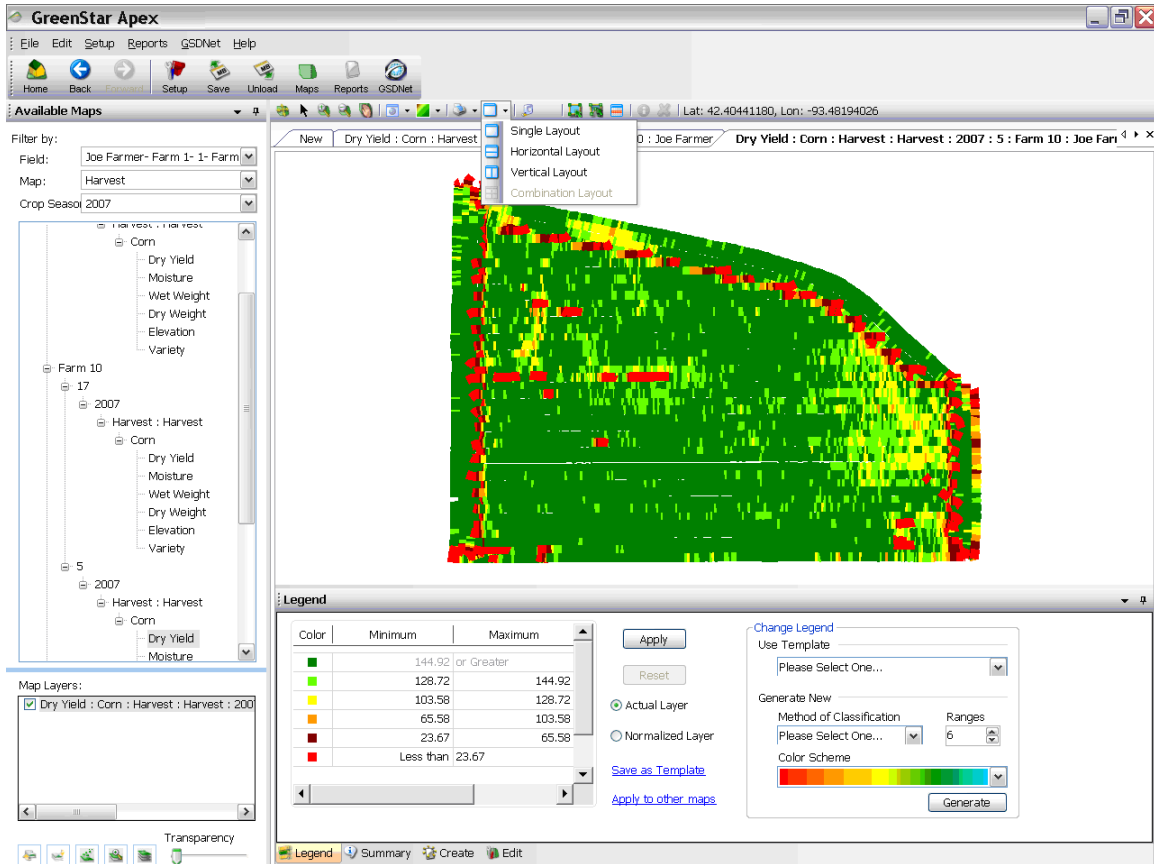 GreenStar Apex
File Edit Setup Reports GSDNet Help
Home Back Forward Setup Save Unload Maps Reports GSDNet
Available Maps
Lat: 42.40441180, Lon: -93.48194026
Filter by:
Field: Joe Farmer- Farm 1- 1- Farm
Map: Harvest
Crop Season 2007
New
Dry Yield : Corn : Harvest
0 : Joe Farmer
Dry Yield : Corn : Harvest : Harvest : 2007 : 5 : Farm 10 : Joe Farm
Single Layout
Horizontal Layout
Vertical Layout
Combination Layout
Harvest : Harvest
Corn
Dry Yield
Moisture
Wet Weight
Dry Weight
Elevation
Variety
Farm 10
17
2007
Harvest : Harvest
Corn
Dry Yield
Moisture
Wet Weight
Dry Weight
Elevation
Variety
5
2007
Harvest : Harvest
Corn
Dry Yield
Moisture
Map Layers:
Dry Yield : Corn : Harvest : Harvest : 200
Transparency
Legend
Color Minimum Maximum
144.92 or Greater
128.72 144.92
103.58 128.72
65.58 103.58
23.67 65.58
Less than 23.67
Apply
Reset
Actual Layer
Normalized Layer
Save as Template
Apply to other maps
Change Legend
Use Template
Please Select One...
Generate New
Method of Classification Ranges
Please Select One... 6
Color Scheme
Generate
Legend Summary Create Edit